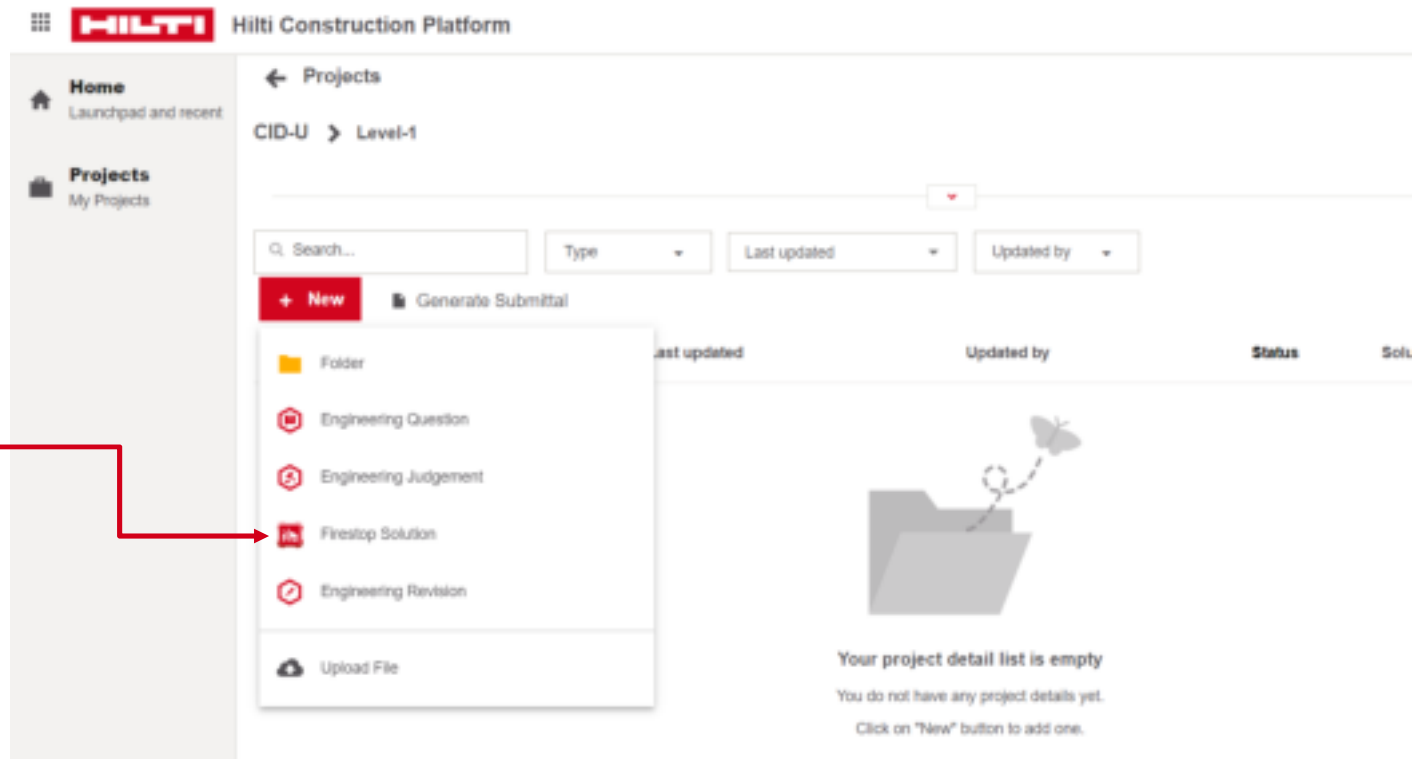 HILTI Hilti Construction Platform
Home
Launchpad and recent
Projects
My Projects
Projects
CID-U Level-1
Search... Type Last updated Updated by
+ New Generate Submittal
Last updated Updated by Status Solu
Folder
Engineering Question
Engineering Judgement
Firestop Solution
Engineering Revision
Upload File
Your project detail list is empty
You do not have any project details yet.
Click on "New" button to add one.